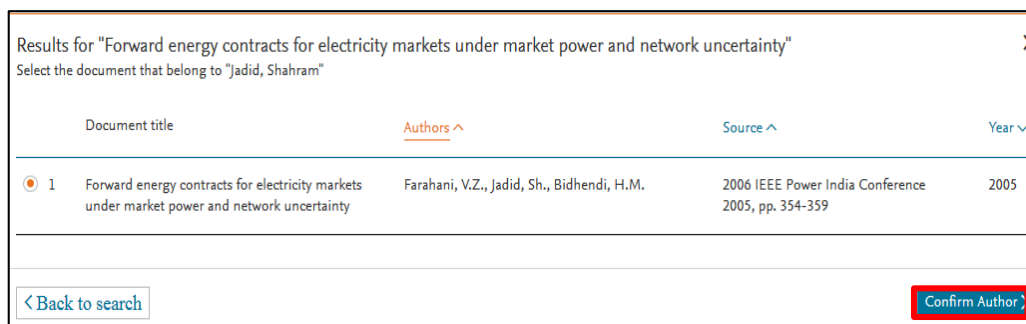 Results for "Forward energy contracts for electricity markets under market power and network uncertainty"
Select the document that belong to "Jadid, Shahram"
Document title Authors Source Year
1 Forward energy contracts for electricity markets Farahani, V.Z., Jadid, Sh., Bidhendi, H.M. 2006 IEEE Power India Conference 2005
under market power and network uncertainty 2005, pp. 354-359
Back to search Confirm Author